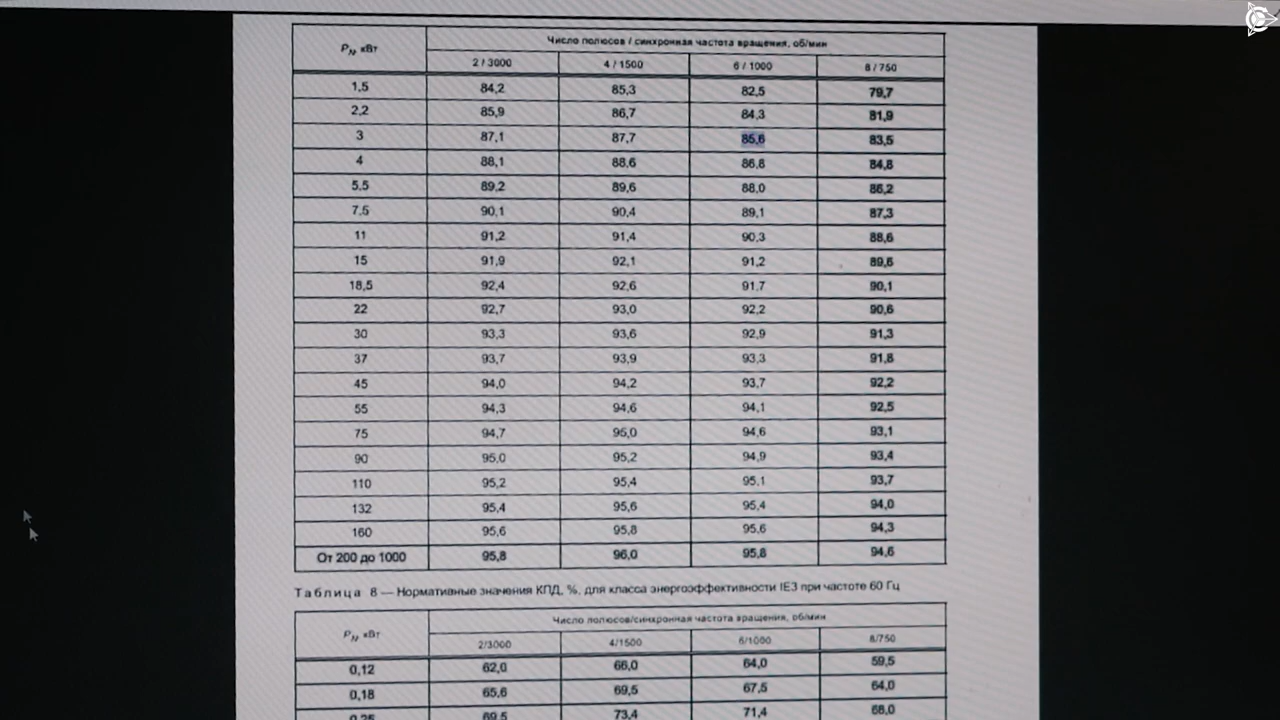 P_N, кВт Число полюсов / синхронная частота вращения, об/мин
2 / 3000 4 / 1500 6 / 1000 8 / 750
1,5 84,2 85,3 82,5 79,7
2,2 85,9 86,7 84,3 81,9
3 87,1 87,7 85,6 83,5
4 88,1 88,6 86,8 84,8
5,5 89,2 89,6 88,0 86,2
7,5 90,1 90,4 89,1 87,3
11 91,2 91,4 90,3 88,6
15 91,9 92,1 91,2 89,6
18,5 92,4 92,6 91,7 90,1
22 92,7 93,0 92,2 90,6
30 93,3 93,6 92,9 91,3
37 93,7 93,9 93,3 91,8
45 94,0 94,2 93,7 92,2
55 94,3 94,6 94,1 92,5
75 94,7 95,0 94,6 93,1
90 95,0 95,2 94,9 93,4
110 95,2 95,4 95,1 93,7
132 95,4 95,6 95,4 94,0
160 95,6 95,8 95,6 94,3
От 200 до 1000 95,8 96,0 95,8 94,6
Таблица 8 — Нормативные значения КПД, %, для класса энергоэффективности IE3 при частоте 60 Гц
P_N, кВт Число полюсов/синхронная частота вращения, об/мин
2/3000 4/1500 6/1000 8/750
0,12 62,0 66,0 64,0 59,5
0,18 65,6 69,5 67,5 64,0
0,25 69,5 73,4 71,4 68,0